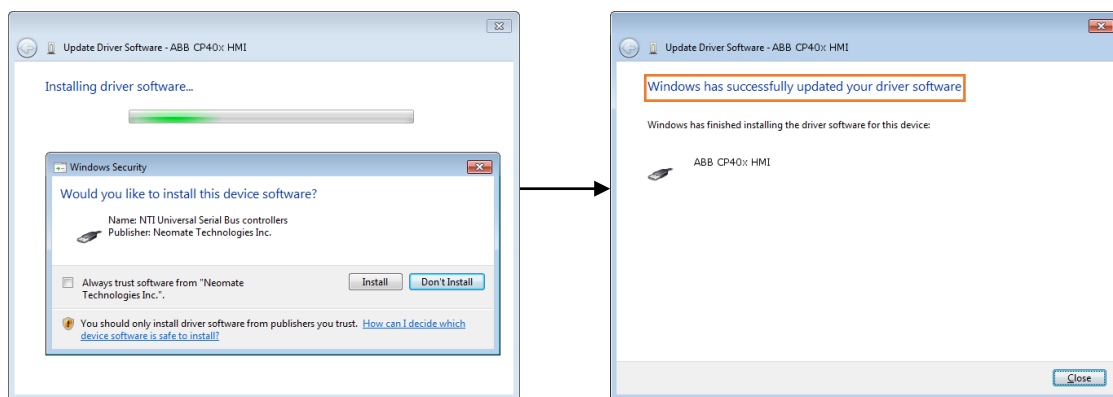 Update Driver Software - ABB CP40x HMI
Installing driver software...
Windows Security
Would you like to install this device software?
Name: NTI Universal Serial Bus controllers
Publisher: Neomate Technologies Inc.
Always trust software from "Neomate
Technologies Inc.".
Install
Don't Install
You should only install driver software from publishers you trust. How can I decide which
device software is safe to install?
Update Driver Software - ABB CP40x HMI
Windows has successfully updated your driver software
Windows has finished installing the driver software for this device:
ABB CP40x HMI
Close